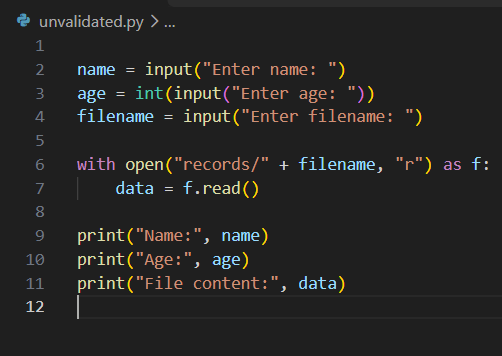 unvalidated.py > ...
1
2 name = input("Enter name: ")
3 age = int(input("Enter age: "))
4 filename = input("Enter filename: ")
5
6 with open("records/" + filename, "r") as f:
7     data = f.read()
8
9 print("Name:", name)
10 print("Age:", age)
11 print("File content:", data)
12